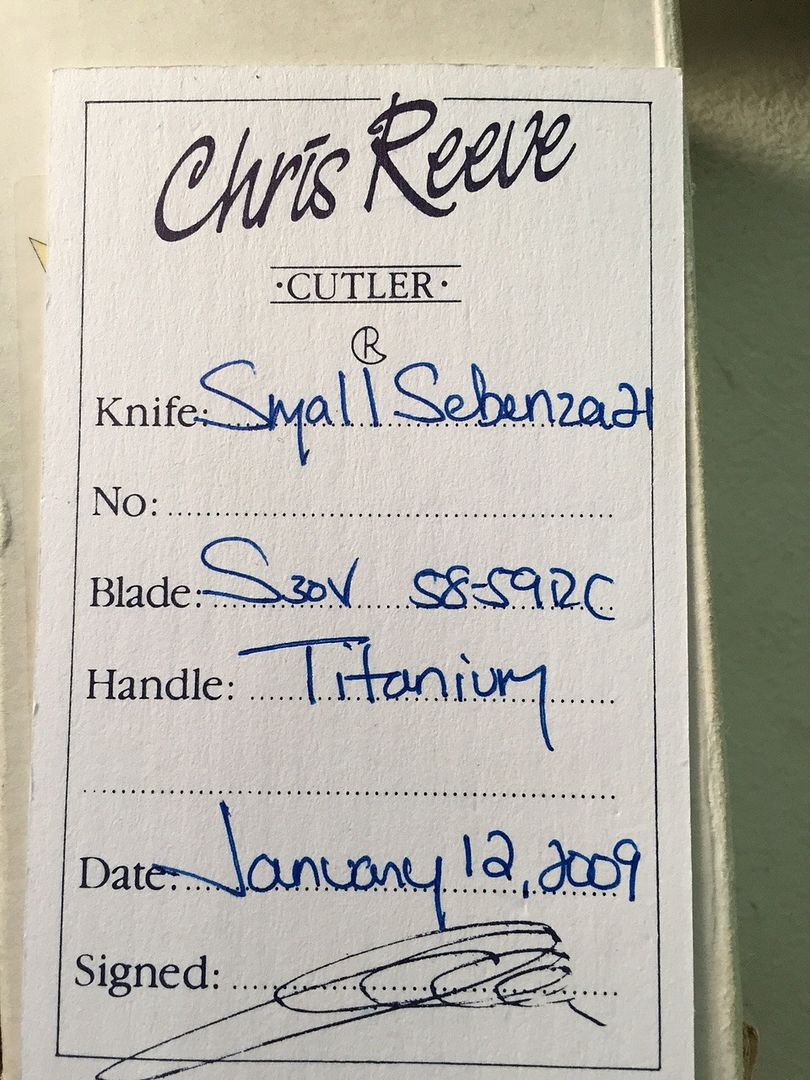 Chris Reeve
·CUTLER·
R
Knife: Small Sebenza 21
No:
Blade: S30V 58-59RC
Handle: Titanium
Date: January 12, 2009
Signed: